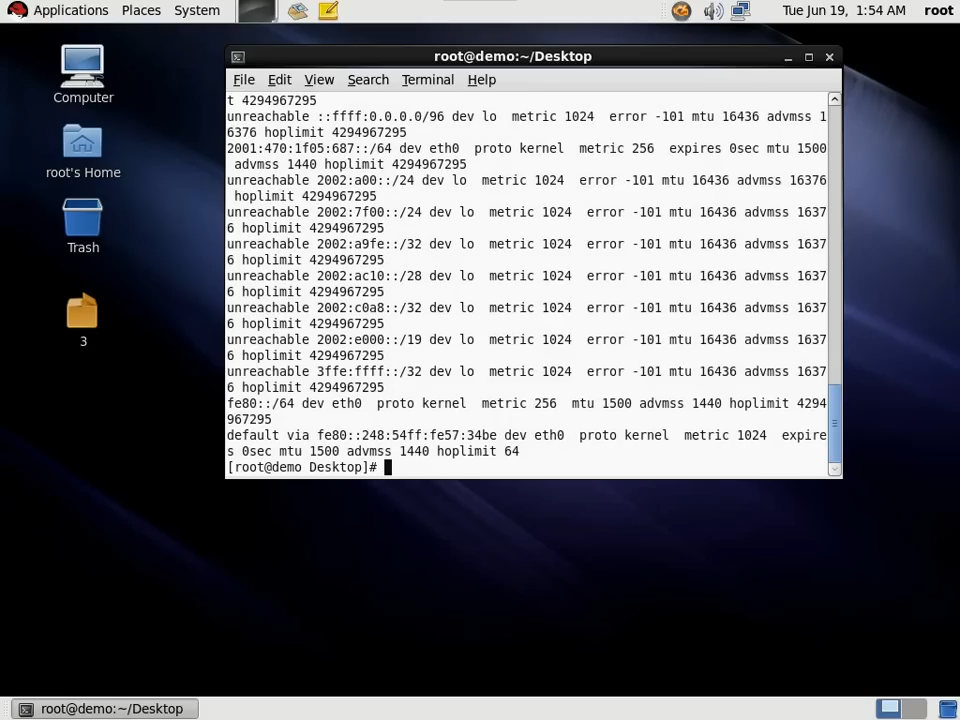 Applications Places System Tue Jun 19, 1:54 AM root
Computer
root's Home
Trash
3
root@demo:~/Desktop
File Edit View Search Terminal Help
t 4294967295
unreachable ::ffff:0.0.0.0/96 dev lo  metric 1024  error -101 mtu 16436 advmss 1
6376 hoplimit 4294967295
2001:470:1f05:687::/64 dev eth0  proto kernel  metric 256  expires 0sec mtu 1500
 advmss 1440 hoplimit 4294967295
unreachable 2002:a00::/24 dev lo  metric 1024  error -101 mtu 16436 advmss 16376
 hoplimit 4294967295
unreachable 2002:7f00::/24 dev lo  metric 1024  error -101 mtu 16436 advmss 1637
6 hoplimit 4294967295
unreachable 2002:a9fe::/32 dev lo  metric 1024  error -101 mtu 16436 advmss 1637
6 hoplimit 4294967295
unreachable 2002:ac10::/28 dev lo  metric 1024  error -101 mtu 16436 advmss 1637
6 hoplimit 4294967295
unreachable 2002:c0a8::/32 dev lo  metric 1024  error -101 mtu 16436 advmss 1637
6 hoplimit 4294967295
unreachable 2002:e000::/19 dev lo  metric 1024  error -101 mtu 16436 advmss 1637
6 hoplimit 4294967295
unreachable 3ffe:ffff::/32 dev lo  metric 1024  error -101 mtu 16436 advmss 1637
6 hoplimit 4294967295
fe80::/64 dev eth0  proto kernel  metric 256  mtu 1500 advmss 1440 hoplimit 4294
967295
default via fe80::248:54ff:fe57:34be dev eth0  proto kernel  metric 1024  expire
s 0sec mtu 1500 advmss 1440 hoplimit 64
[root@demo Desktop]#
root@demo:~/Desktop